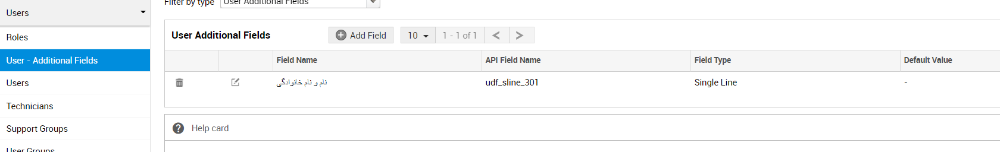 Users
Filter by type User Additional Fields
Roles
User - Additional Fields
Users
Technicians
Support Groups
User Groups
User Additional Fields Add Field 10 1 - 1 of 1
Field Name API Field Name Field Type Default Value
نام و نام خانوادگی udf_sline_301 Single Line -
Help card